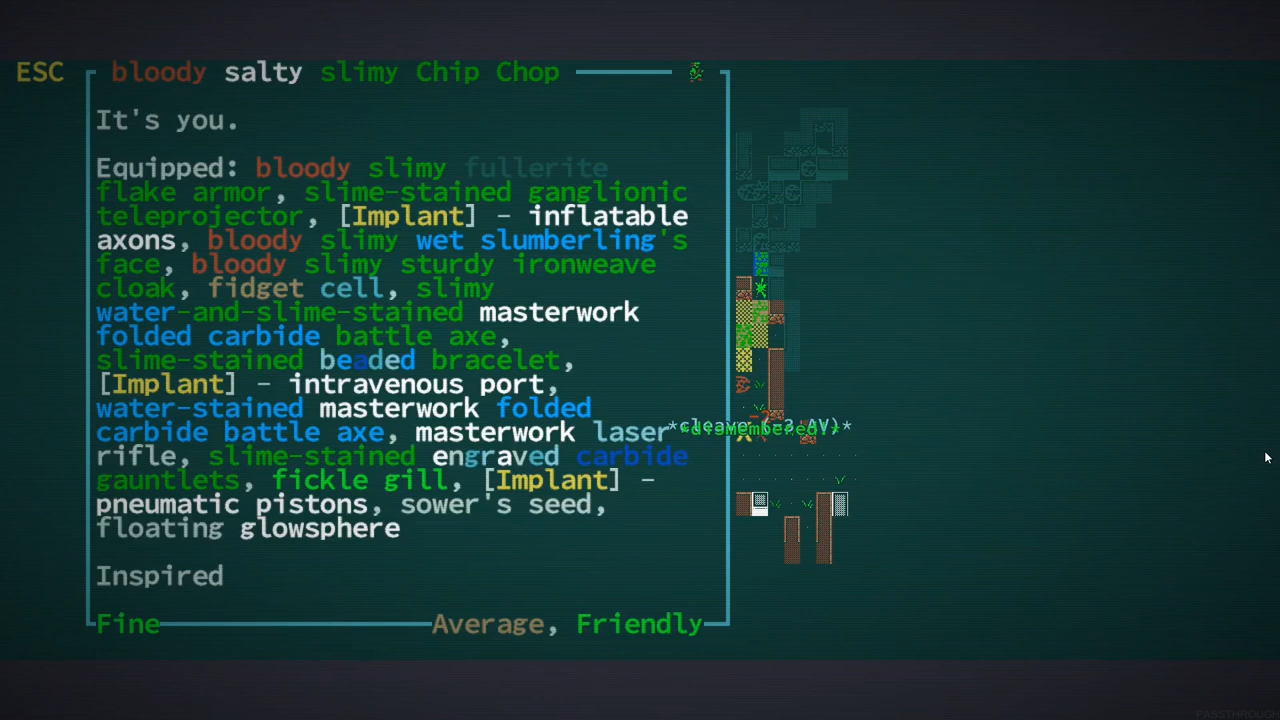 ESC bloody salty slimy Chip Chop
It's you.
Equipped: bloody slimy fullerite
flake armor, slime-stained ganglionic
teleprojector, [Implant] - inflatable
axons, bloody slimy wet slumberling's
face, bloody slimy sturdy ironweave
cloak, fidget cell, slimy
water-and-slime-stained masterwork
folded carbide battle axe,
slime-stained beaded bracelet,
[Implant] - intravenous port,
water-stained masterwork folded
carbide battle axe, masterwork laser
rifle, slime-stained engraved carbide
gauntlets, fickle gill, [Implant] -
pneumatic pistons, sower's seed,
floating glowsphere
Inspired
Fine Average, Friendly
*cleave (-3 AV)*
*dismembered!*